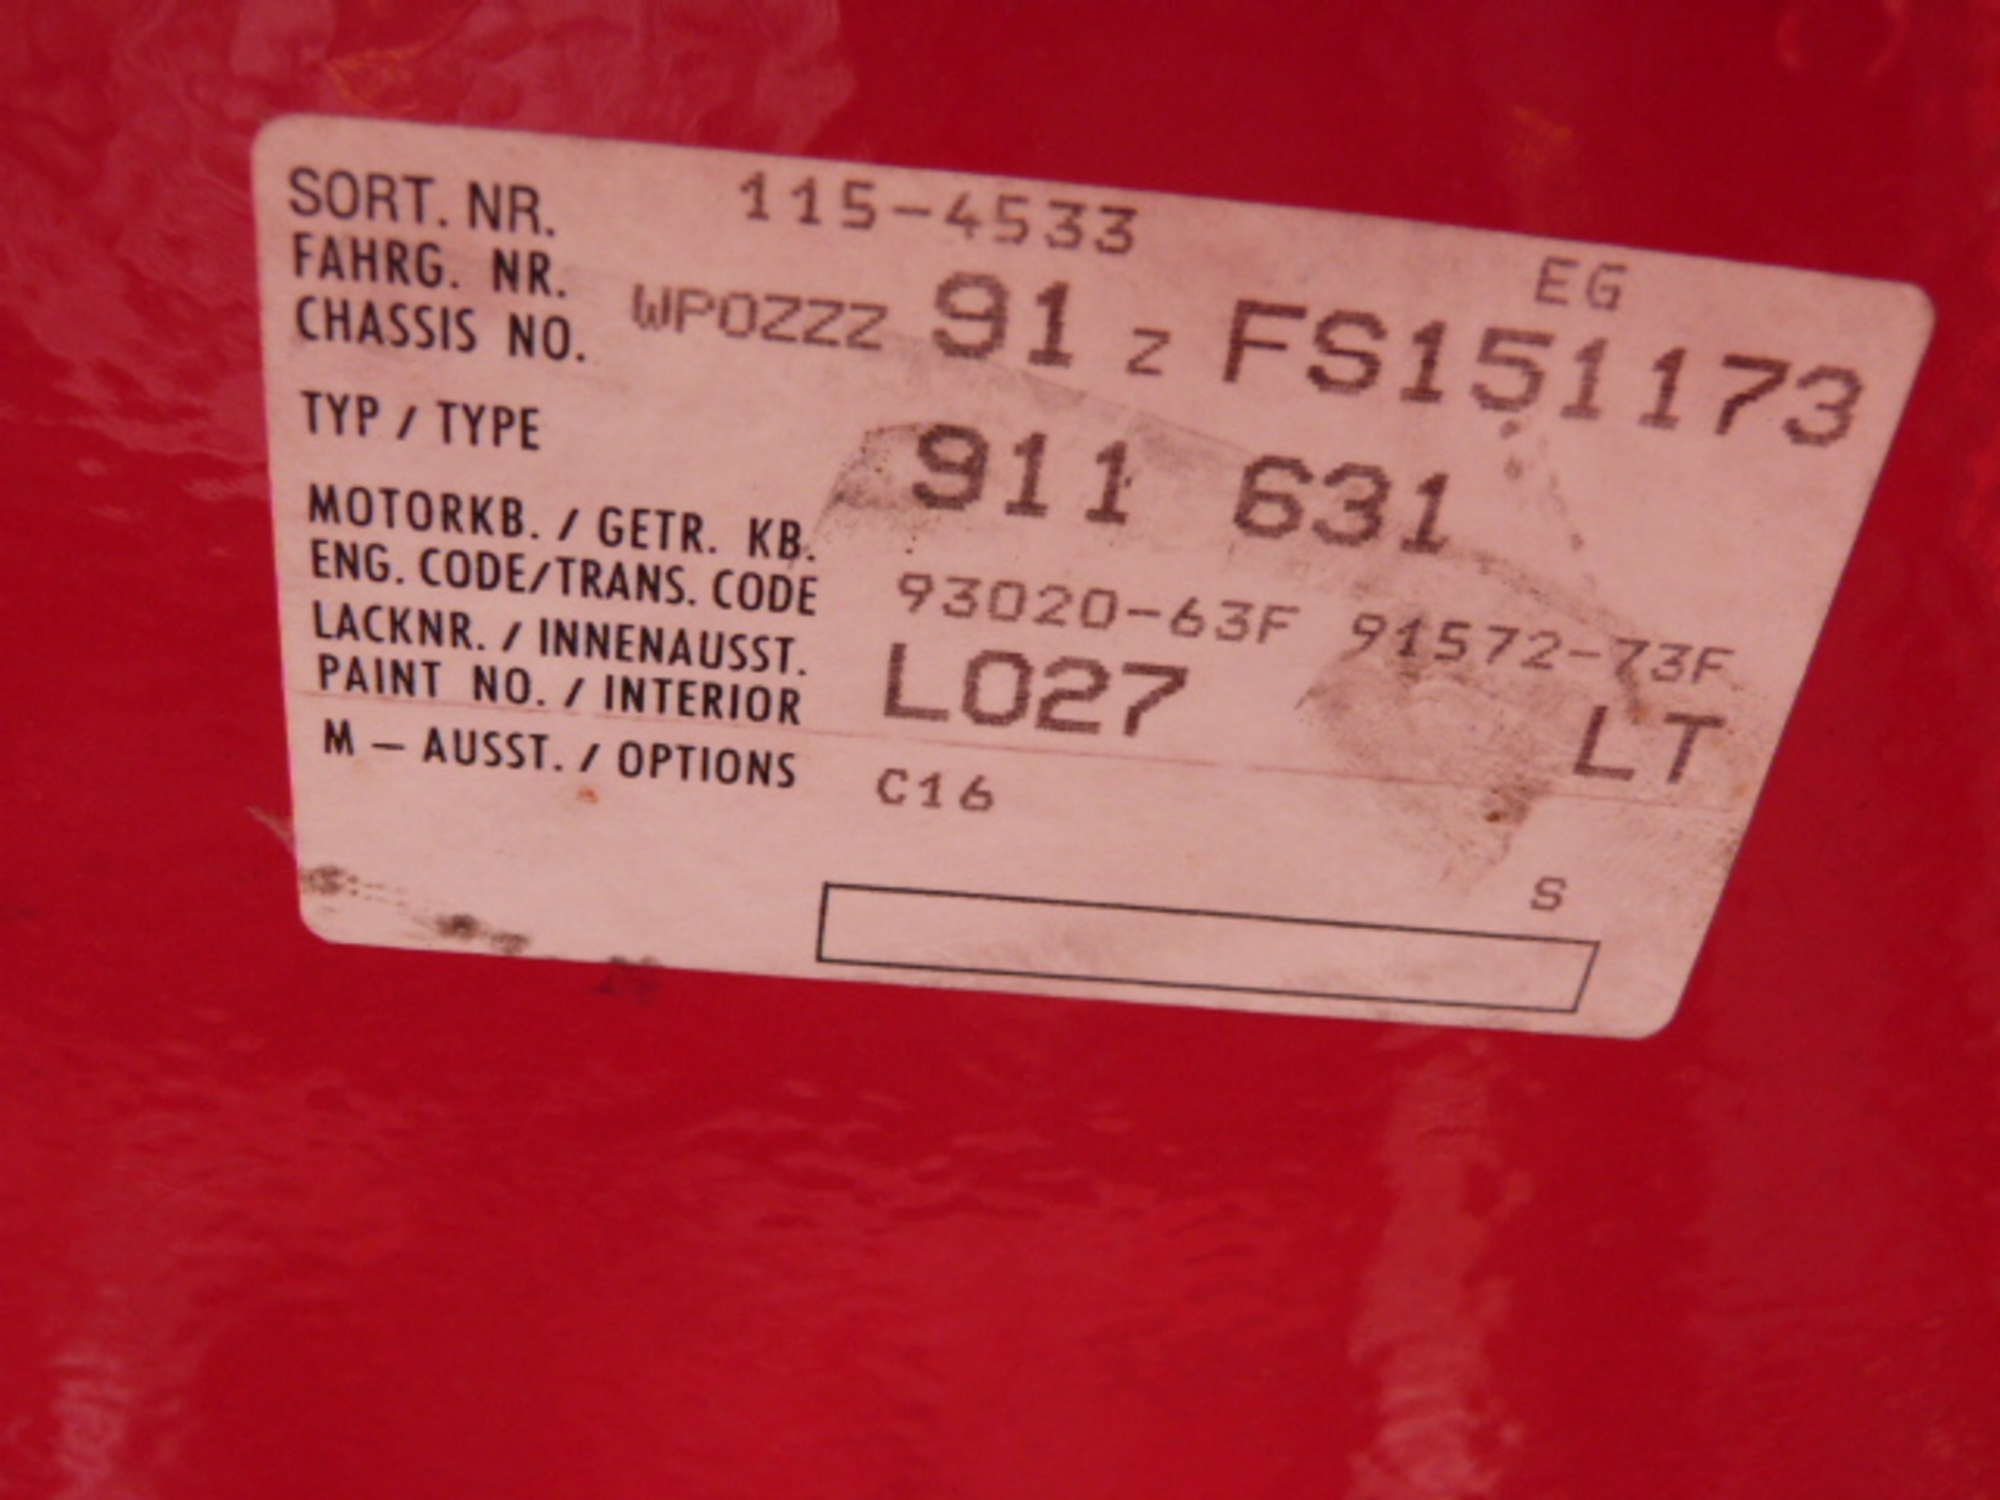 SORT. NR. 115-4533
EG
FAHRG. NR.
CHASSIS NO. WP0ZZZ 91 Z FS151173
TYP / TYPE 911 631
MOTORKB. / GETR. KB.
ENG. CODE/TRANS. CODE 93020-63F 91572-73F
LACKNR. / INNENAUSST.
PAINT NO. / INTERIOR L027 LT
M – AUSST. / OPTIONS C16
S